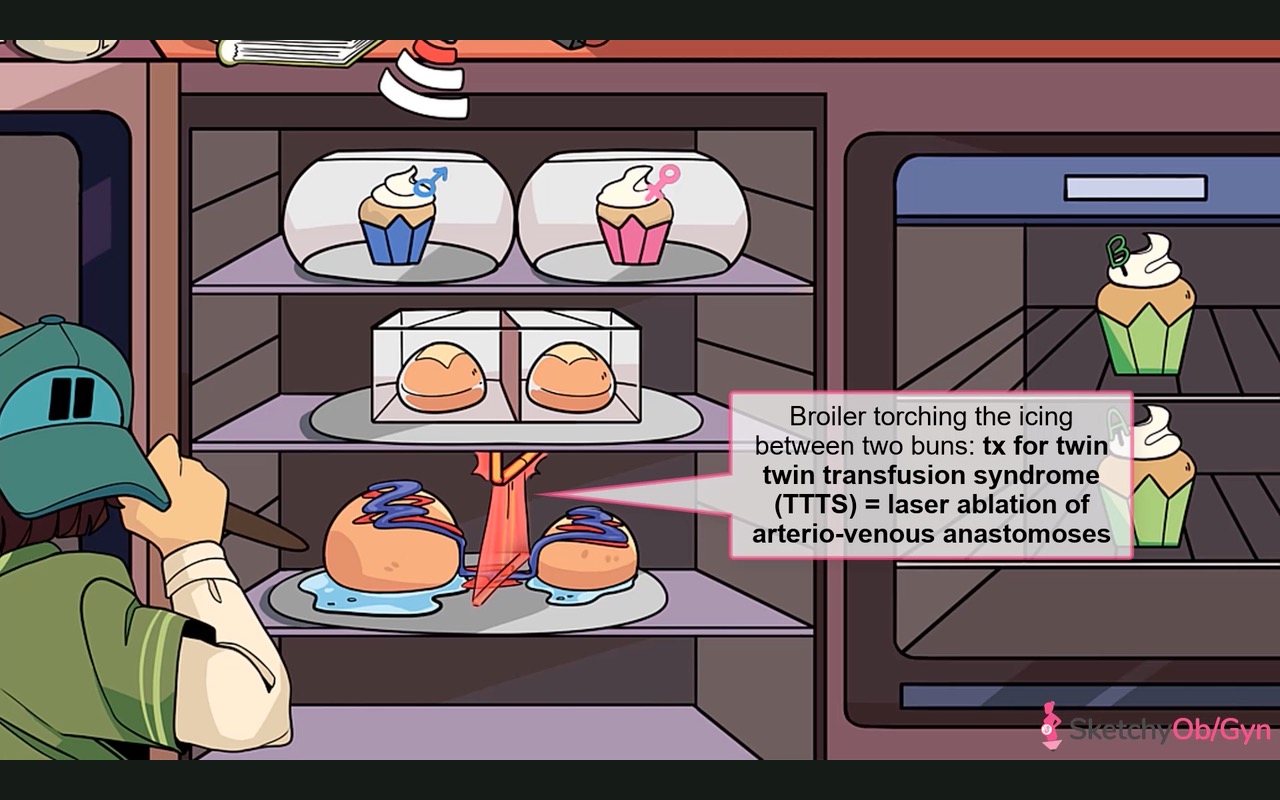 B
Broiler torching the icing
between two buns: tx for twin
twin transfusion syndrome
(TTTS) = laser ablation of
arterio-venous anastomoses
A
SketchyOb/Gyn